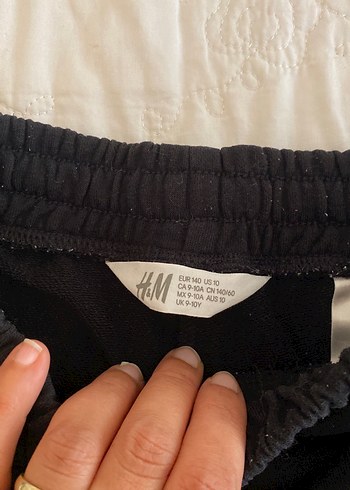 H&M
EUR 140 US 10
CA 9-10A CN 140/60
MX 9-10A AUS 10
UK 9-10Y